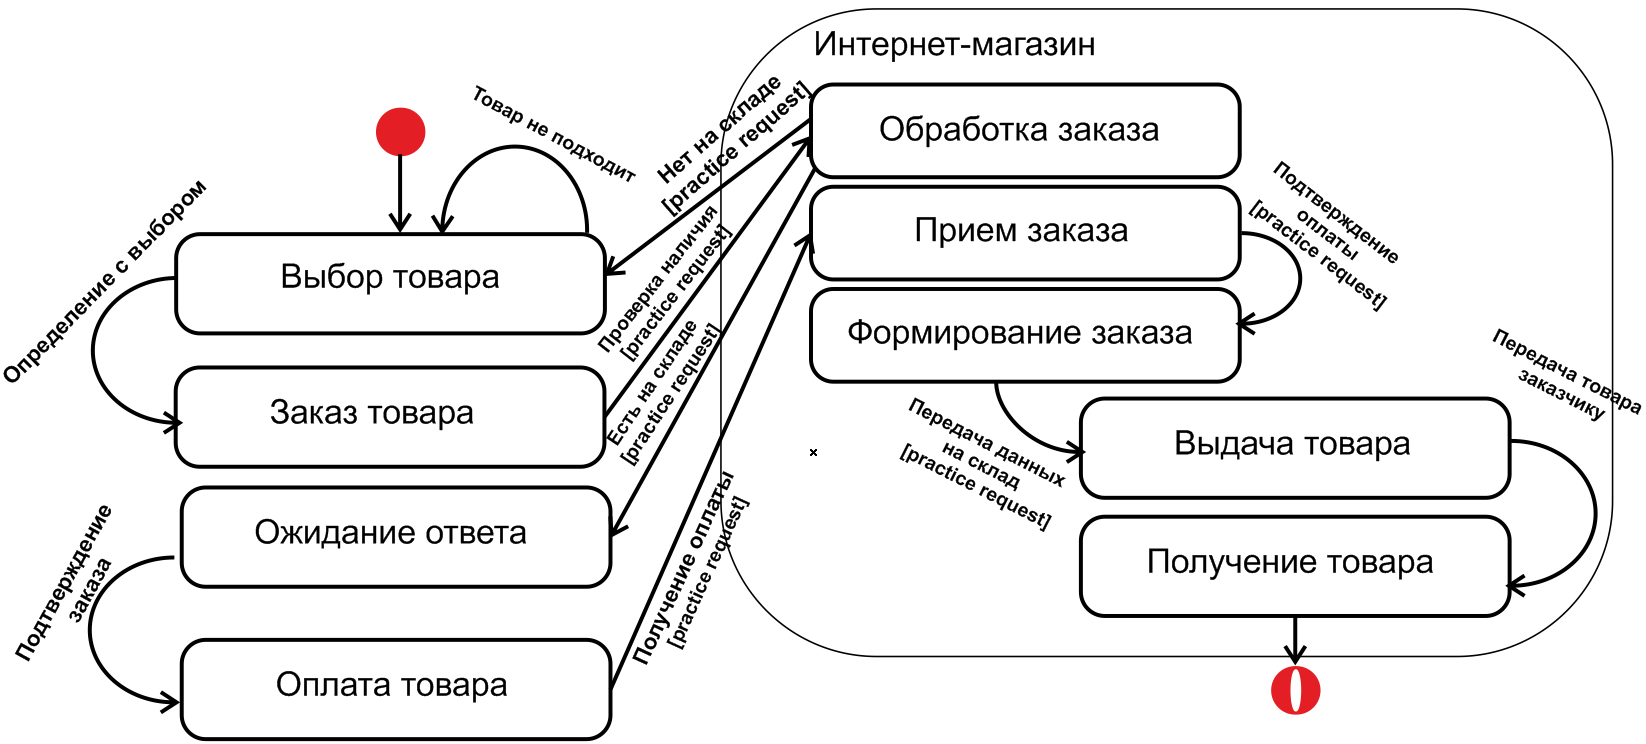 Интернет-магазин
Товар не подходит
Нет на складе
[practice request]
Обработка заказа
Подтверждение
оплаты
[practice request]
Определение с выбором
Прием заказа
Выбор товара
Проверка наличия
[practice request]
Формирование заказа
Передача товара
заказчику
Есть на складе
[practice request]
Заказ товара
Передача данных
на склад
[practice request]
Выдача товара
Ожидание ответа
Получение оплаты
[practice request]
Подтверждение
заказа
Получение товара
Оплата товара